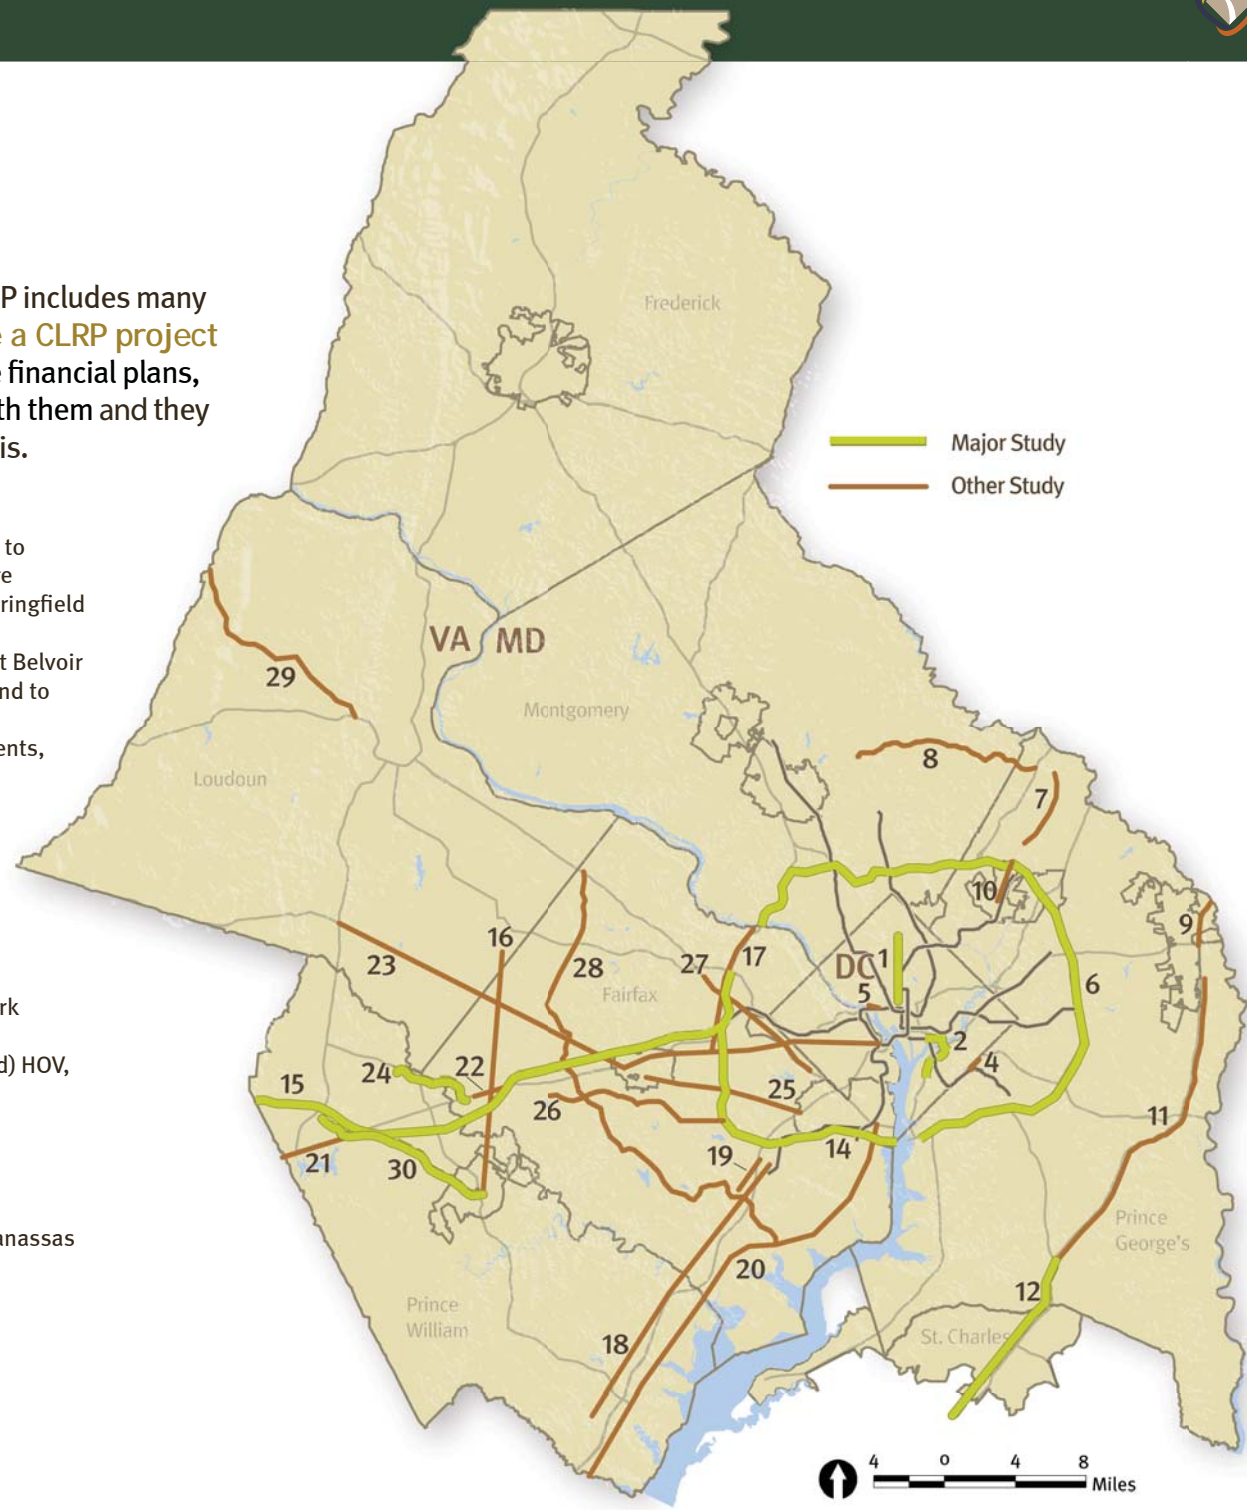 P includes many
e a CLRP project
e financial plans,
th them and they
is.
to
e
ringfield
t Belvoir
nd to
ents,
rk
d) HOV,
anassas
Major Study
Other Study
Frederick
VA MD
Montgomery
Loudoun
29
8
7
10
9
16
17
1
DC
23
28
27
5
6
Fairfax
2
4
24
22
15
26
25
11
21
30
19
14
20
Prince
George's
12
Prince
William
18
St. Charles
4 0 4 8
Miles